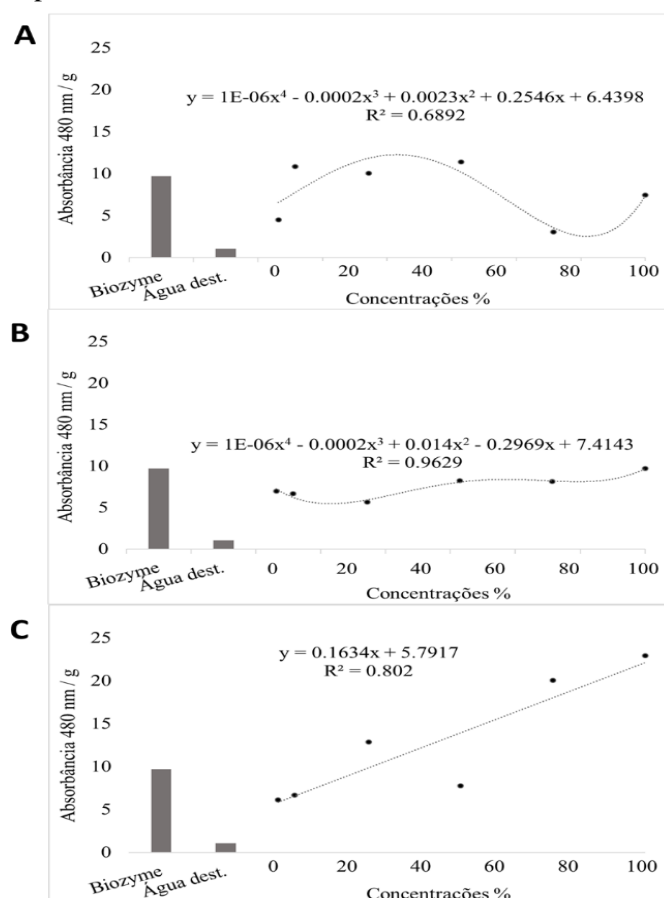 A
25
20
15
10
5
0
Absorbância 480 nm / g
y = 1E-06x⁴ - 0.0002x³ + 0.0023x² + 0.2546x + 6.4398
R² = 0.6892
Biozyme
Água dest.
0 20 40 60 80 100
Concentrações %
B
25
20
15
10
5
0
Absorbância 480 nm / g
y = 1E-06x⁴ - 0.0002x³ + 0.014x² - 0.2969x + 7.4143
R² = 0.9629
Biozyme
Água dest.
0 20 40 60 80 100
Concentrações %
C
25
20
15
10
5
0
Absorbância 480 nm / g
y = 0.1634x + 5.7917
R² = 0.802
Biozyme
Água dest.
0 20 40 60 80 100
Concentrações %